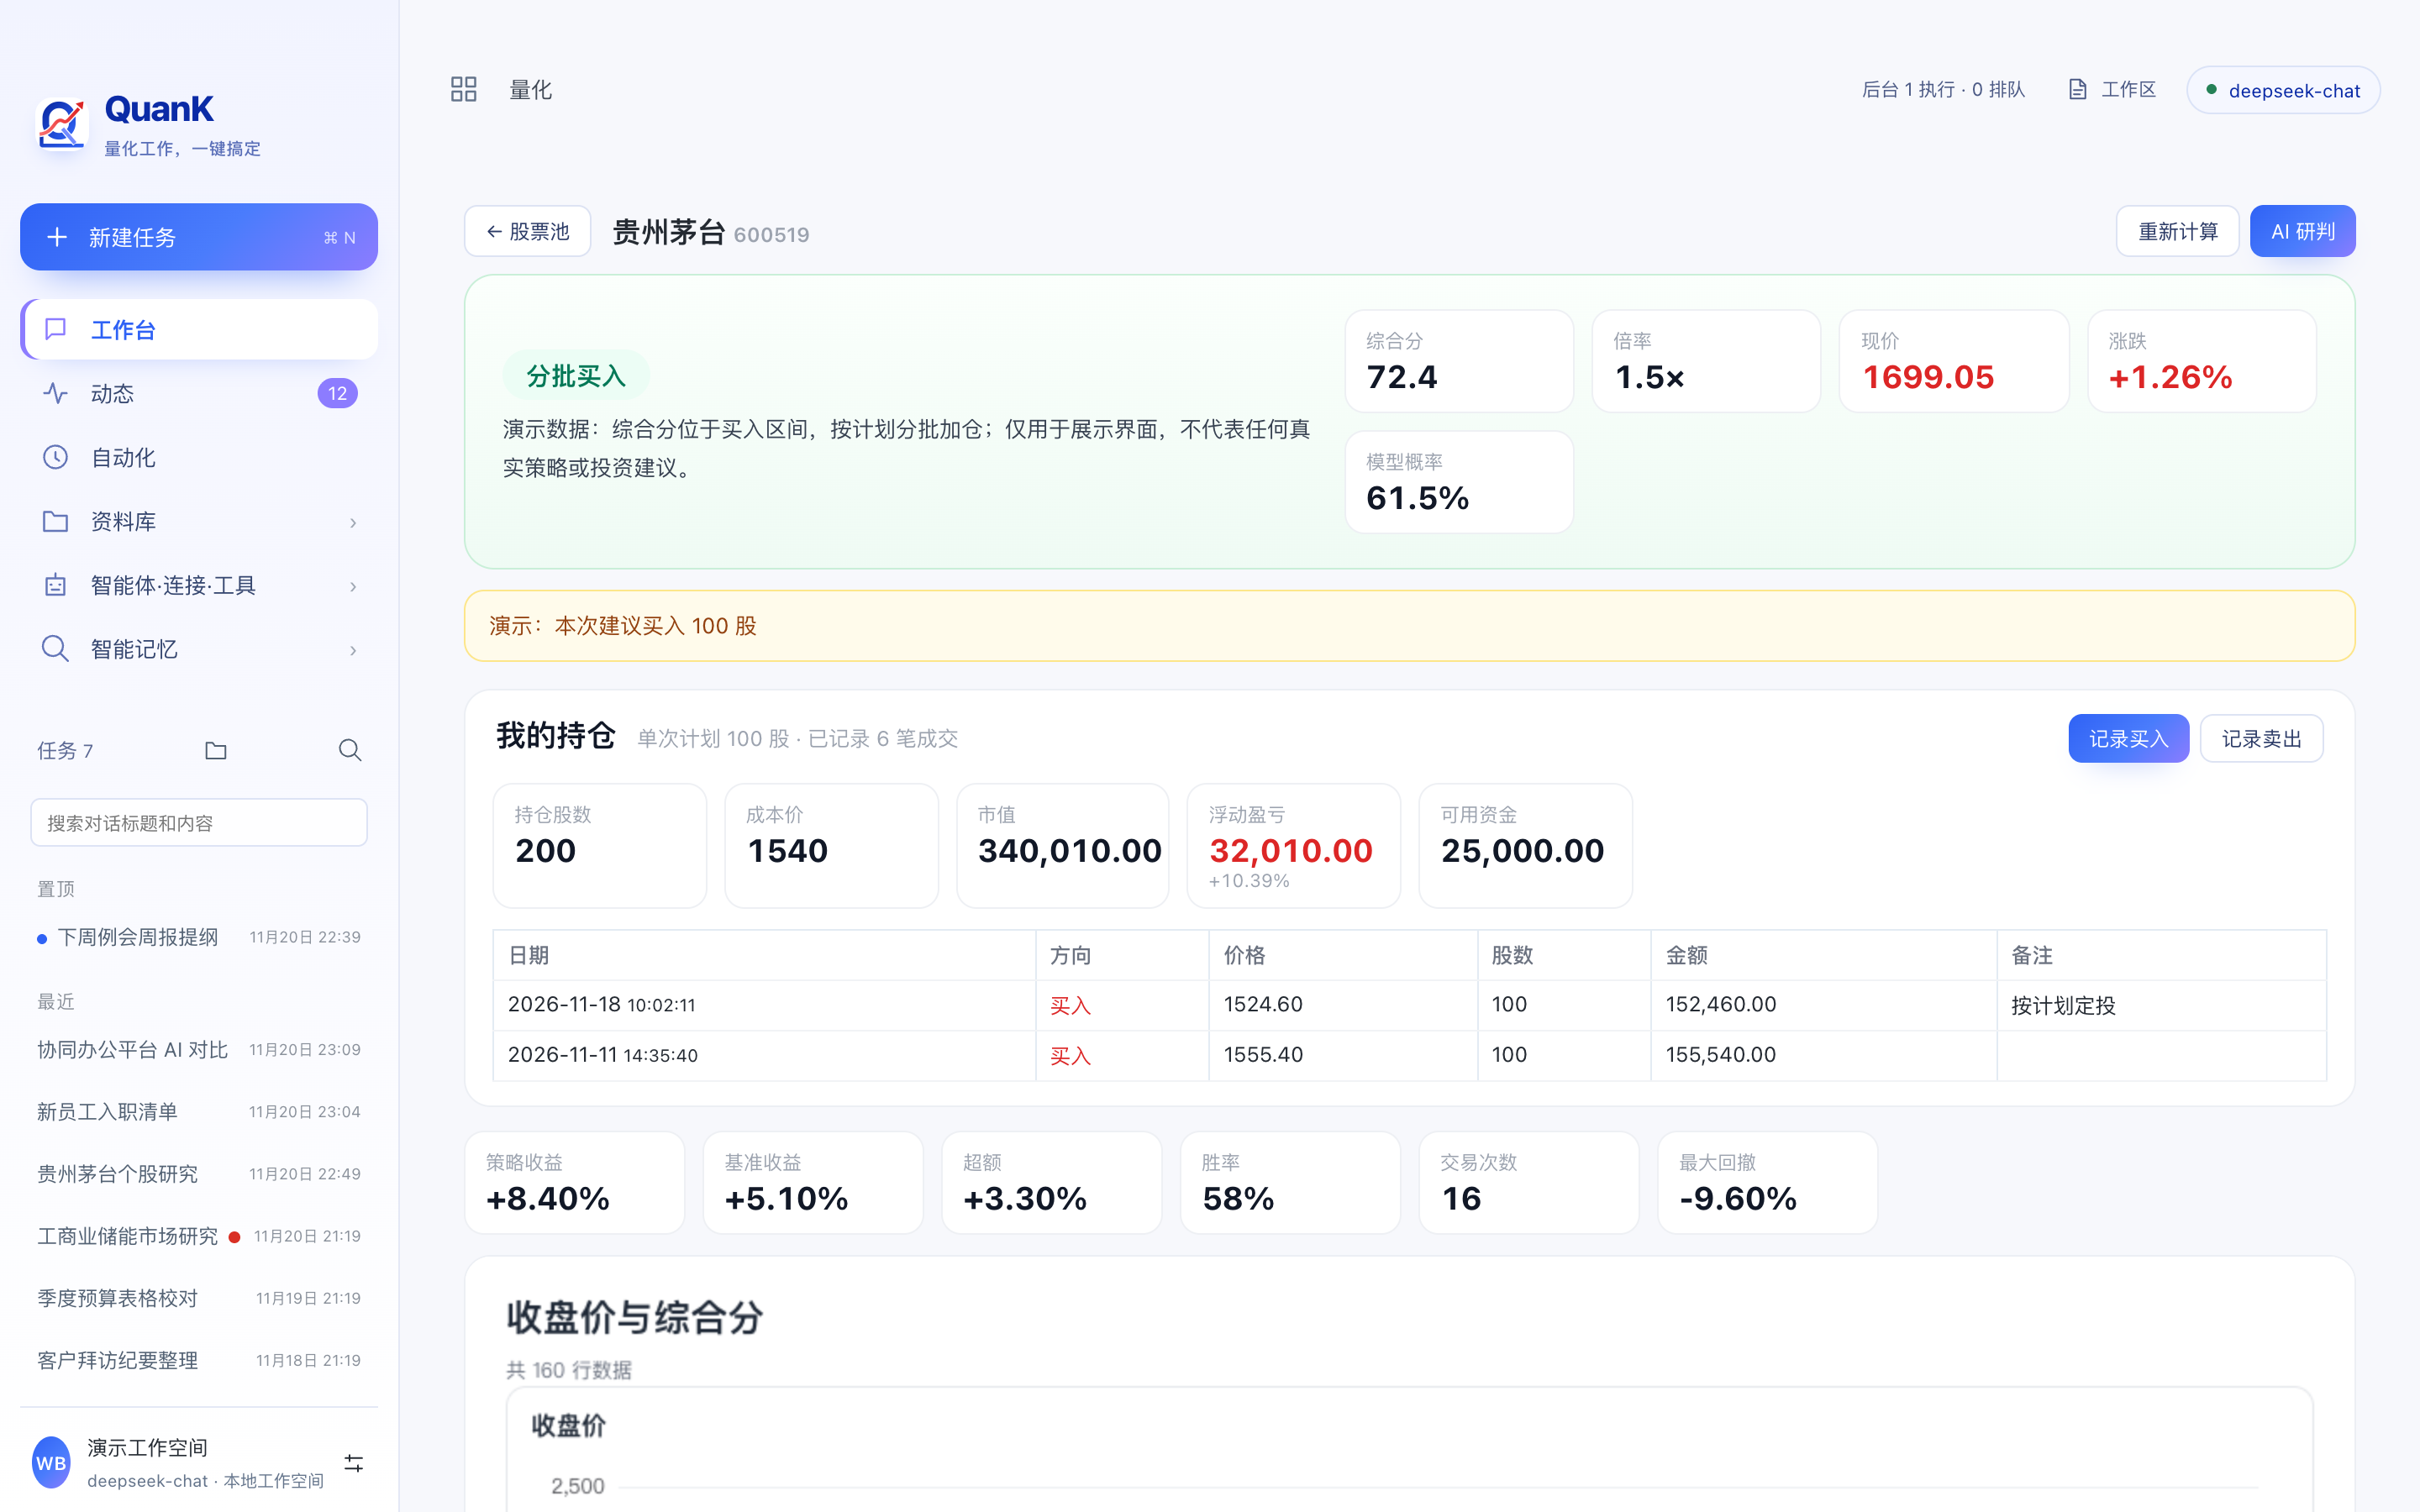 QuanK
量化工作，一键搞定
新建任务 ⌘ N
工作台
动态 12
自动化
资料库
智能体·连接·工具
智能记忆
任务 7
搜索对话标题和内容
置顶
下周例会周报提纲 11月20日 22:39
最近
协同办公平台 AI 对比 11月20日 23:09
新员工入职清单 11月20日 23:04
贵州茅台个股研究 11月20日 22:49
工商业储能市场研究 11月20日 21:19
季度预算表格校对 11月19日 21:19
客户拜访纪要整理 11月18日 21:19
WB 演示工作空间
deepseek-chat · 本地工作空间
量化 后台 1 执行 · 0 排队 工作区 deepseek-chat
← 股票池 贵州茅台 600519 重新计算 AI 研判
分批买入
演示数据：综合分位于买入区间，按计划分批加仓；仅用于展示界面，不代表任何真
实策略或投资建议。
综合分 倍率 现价 涨跌
72.4 1.5× 1699.05 +1.26%
模型概率
61.5%
演示：本次建议买入 100 股
我的持仓 单次计划 100 股 · 已记录 6 笔成交 记录买入 记录卖出
持仓股数 成本价 市值 浮动盈亏 可用资金
200 1540 340,010.00 32,010.00 25,000.00
+10.39%
日期 方向 价格 股数 金额 备注
2026-11-18 10:02:11 买入 1524.60 100 152,460.00 按计划定投
2026-11-11 14:35:40 买入 1555.40 100 155,540.00
策略收益 基准收益 超额 胜率 交易次数 最大回撤
+8.40% +5.10% +3.30% 58% 16 -9.60%
收盘价与综合分
共 160 行数据
收盘价
2,500